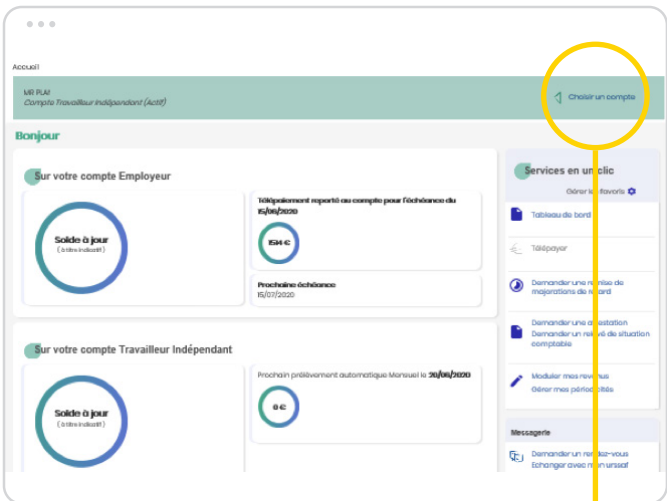 Accueil
MR PLAY
Compte Travailleur Indépendant (Actif)
Choisir un compte
Bonjour
Sur votre compte Employeur
Solde à jour
(à titre indicatif)
Télépaiement reporté au compte pour l'échéance du
15/06/2020
1514 €
Prochaine échéance
15/07/2020
Sur votre compte Travailleur Indépendant
Solde à jour
(à titre indicatif)
Prochain prélèvement automatique Mensuel le 20/06/2020
0 €
Services en un clic
Gérer les favoris
Tableau de bord
Télépayer
Demander une remise de
majorations de retard
Demander une attestation
Demander un relevé de situation
comptable
Moduler mes revenus
Gérer mes périodicités
Messagerie
Demander un rendez-vous
Echanger avec mon urssaf